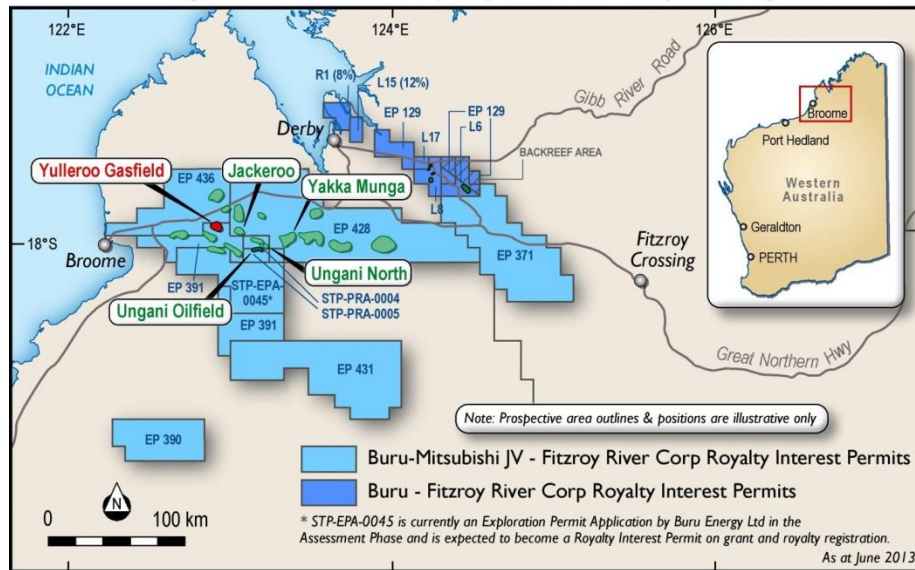 122°E
124°E
126°E
INDIAN
OCEAN
R1 (8%)
L15 (12%)
EP 129
EP 129
L17
L6
Gibb River Road
Derby
BACKREEF AREA
Broome
Port Hedland
Western
Australia
Geraldton
PERTH
Yulleroo Gasfield
EP 436
Jackeroo
Yakka Munga
L8
18°S
Broome
EP 428
EP 371
Fitzroy
Crossing
EP 391
STP-EPA-
0045*
Ungani North
Ungani Oilfield
STP-PRA-0004
STP-PRA-0005
EP 391
EP 431
Great Northern Hwy
EP 390
Note: Prospective area outlines & positions are illustrative only
Buru-Mitsubishi JV - Fitzroy River Corp Royalty Interest Permits
Buru - Fitzroy River Corp Royalty Interest Permits
N
0 100 km
* STP-EPA-0045 is currently an Exploration Permit Application by Buru Energy Ltd in the
Assessment Phase and is expected to become a Royalty Interest Permit on grant and royalty registration.
As at June 2013